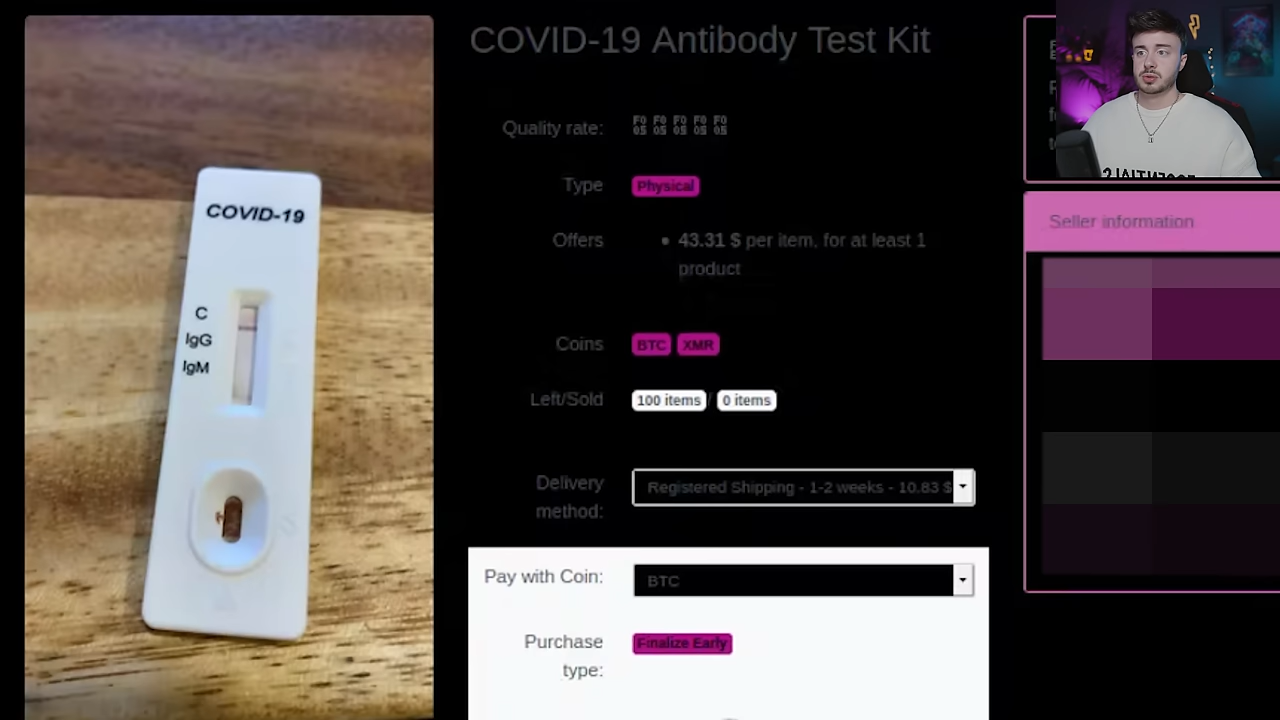 COVID-19
C
IgG
IgM
COVID-19 Antibody Test Kit
Quality rate:
Type
Physical
Offers
43.31 $ per item, for at least 1
product
Coins
BTC XMR
Left/Sold
100 items / 0 items
Delivery
method:
Registered Shipping - 1-2 weeks - 10.83 $
Pay with Coin:
BTC
Purchase
type:
Finalize Early
Seller information